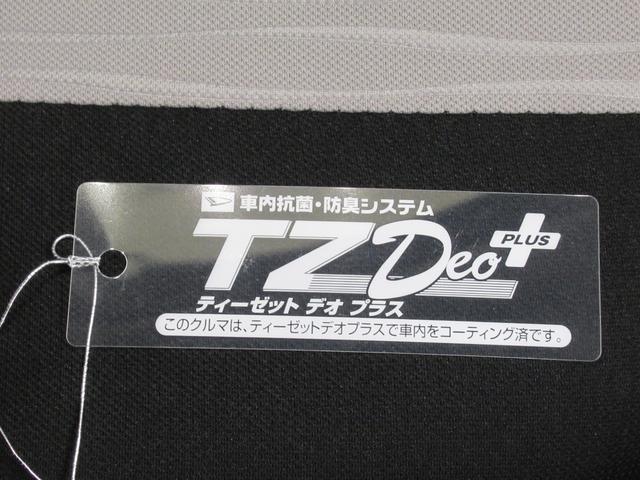 車内抗菌・防臭システム
TZ Deo PLUS
ティーゼット デオ プラス
このクルマは、ティーゼットデオプラスで車内をコーティング済です。